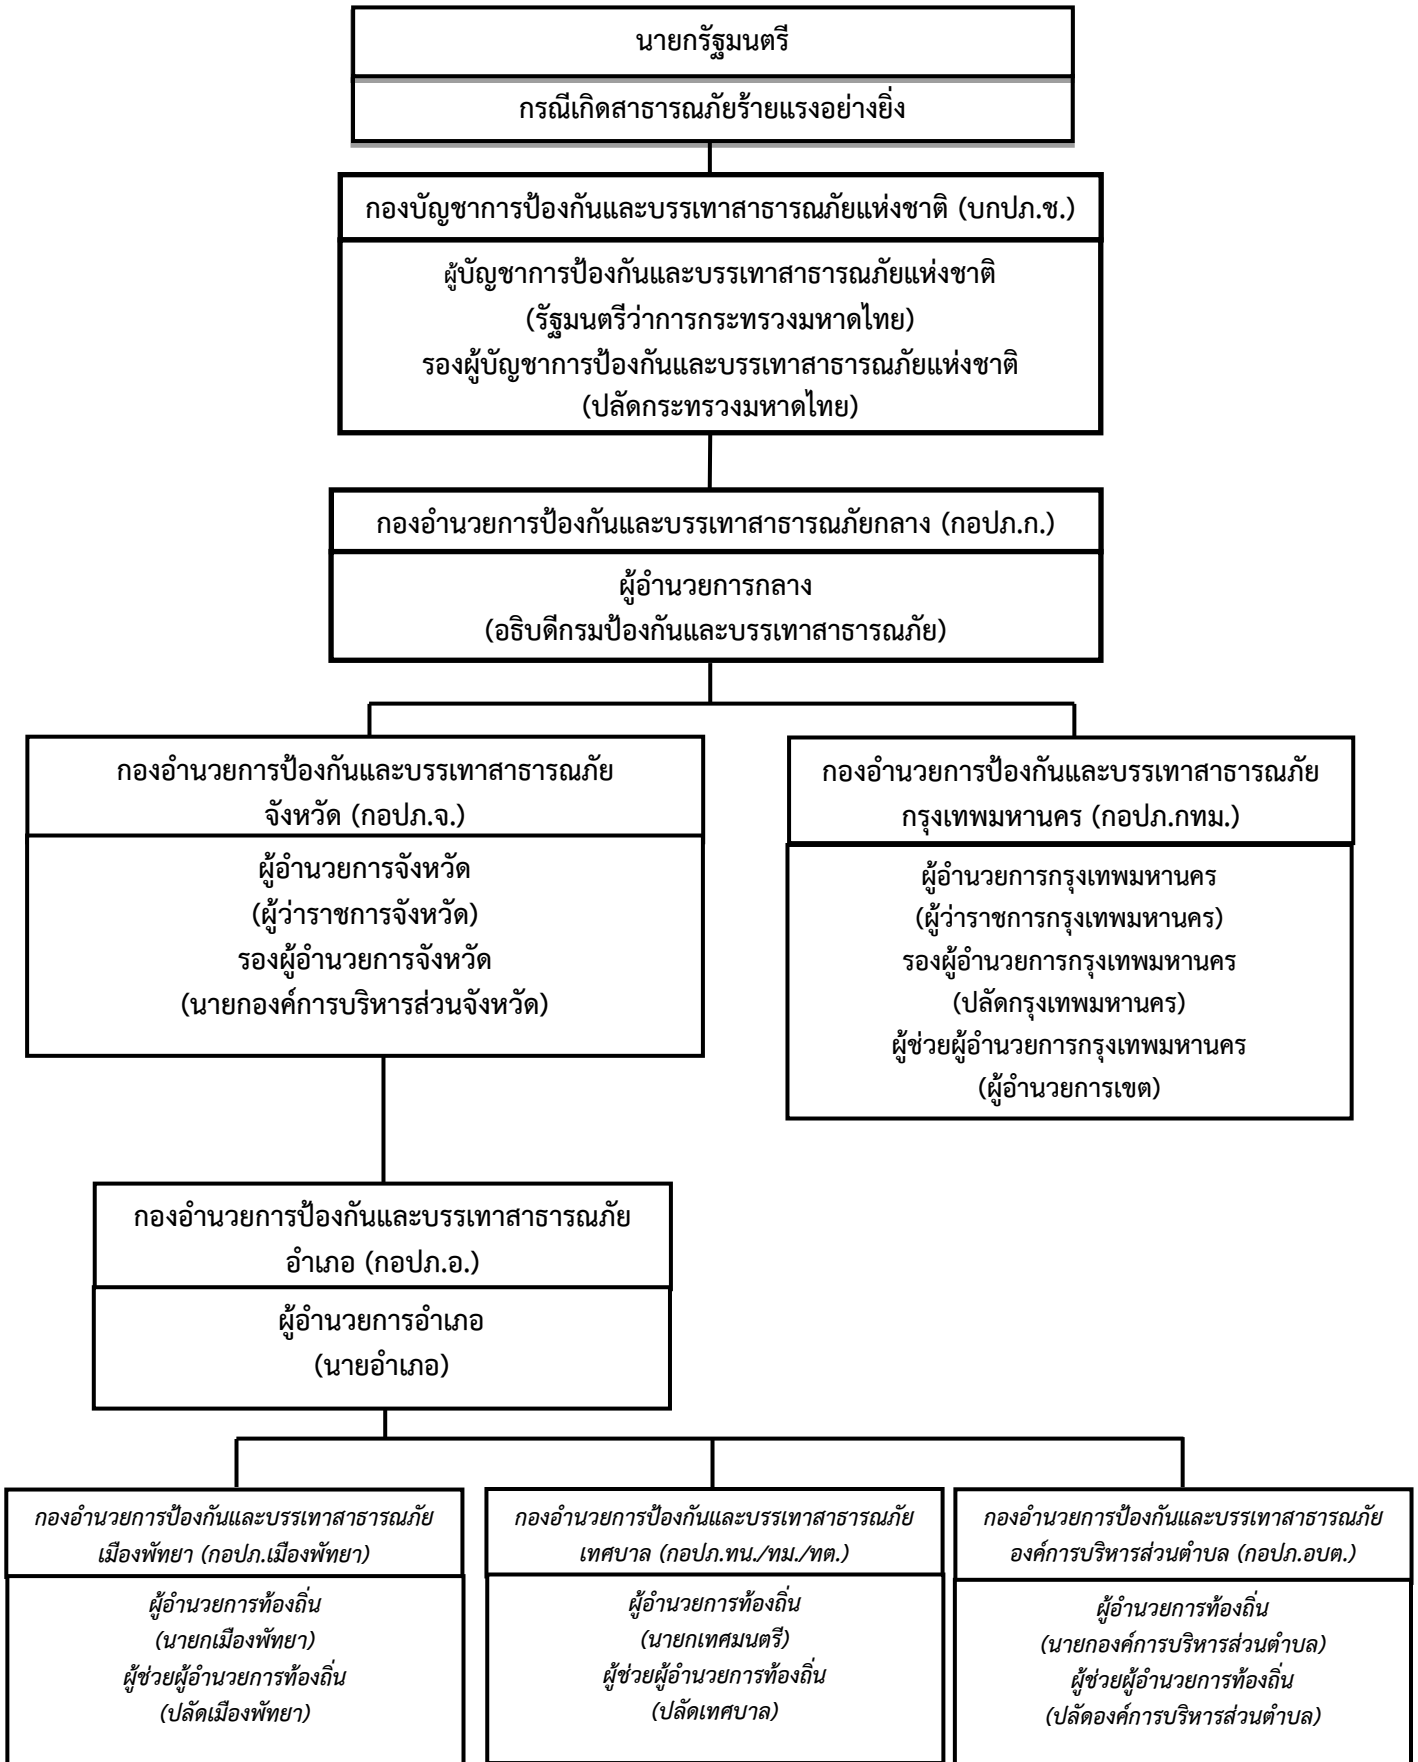 นายกรัฐมนตรี
กรณีเกิดสาธารณภัยร้ายแรงอย่างยิ่ง
กองบัญชาการป้องกันและบรรเทาสาธารณภัยแห่งชาติ (บกปภ.ช.)
ผู้บัญชาการป้องกันและบรรเทาสาธารณภัยแห่งชาติ
(รัฐมนตรีว่าการกระทรวงมหาดไทย)
รองผู้บัญชาการป้องกันและบรรเทาสาธารณภัยแห่งชาติ
(ปลัดกระทรวงมหาดไทย)
กองอำนวยการป้องกันและบรรเทาสาธารณภัยกลาง (กอปภ.ก.)
ผู้อำนวยการกลาง
(อธิบดีกรมป้องกันและบรรเทาสาธารณภัย)
กองอำนวยการป้องกันและบรรเทาสาธารณภัย
จังหวัด (กอปภ.จ.)
ผู้อำนวยการจังหวัด
(ผู้ว่าราชการจังหวัด)
รองผู้อำนวยการจังหวัด
(นายกองค์การบริหารส่วนจังหวัด)
กองอำนวยการป้องกันและบรรเทาสาธารณภัย
กรุงเทพมหานคร (กอปภ.กทม.)
ผู้อำนวยการกรุงเทพมหานคร
(ผู้ว่าราชการกรุงเทพมหานคร)
รองผู้อำนวยการกรุงเทพมหานคร
(ปลัดกรุงเทพมหานคร)
ผู้ช่วยผู้อำนวยการกรุงเทพมหานคร
(ผู้อำนวยการเขต)
กองอำนวยการป้องกันและบรรเทาสาธารณภัย
อำเภอ (กอปภ.อ.)
ผู้อำนวยการอำเภอ
(นายอำเภอ)
กองอำนวยการป้องกันและบรรเทาสาธารณภัย
เมืองพัทยา (กอปภ.เมืองพัทยา)
ผู้อำนวยการท้องถิ่น
(นายกเมืองพัทยา)
ผู้ช่วยผู้อำนวยการท้องถิ่น
(ปลัดเมืองพัทยา)
กองอำนวยการป้องกันและบรรเทาสาธารณภัย
เทศบาล (กอปภ.ทน./ทม./ทต.)
ผู้อำนวยการท้องถิ่น
(นายกเทศมนตรี)
ผู้ช่วยผู้อำนวยการท้องถิ่น
(ปลัดเทศบาล)
กองอำนวยการป้องกันและบรรเทาสาธารณภัย
องค์การบริหารส่วนตำบล (กอปภ.อบต.)
ผู้อำนวยการท้องถิ่น
(นายกองค์การบริหารส่วนตำบล)
ผู้ช่วยผู้อำนวยการท้องถิ่น
(ปลัดองค์การบริหารส่วนตำบล)